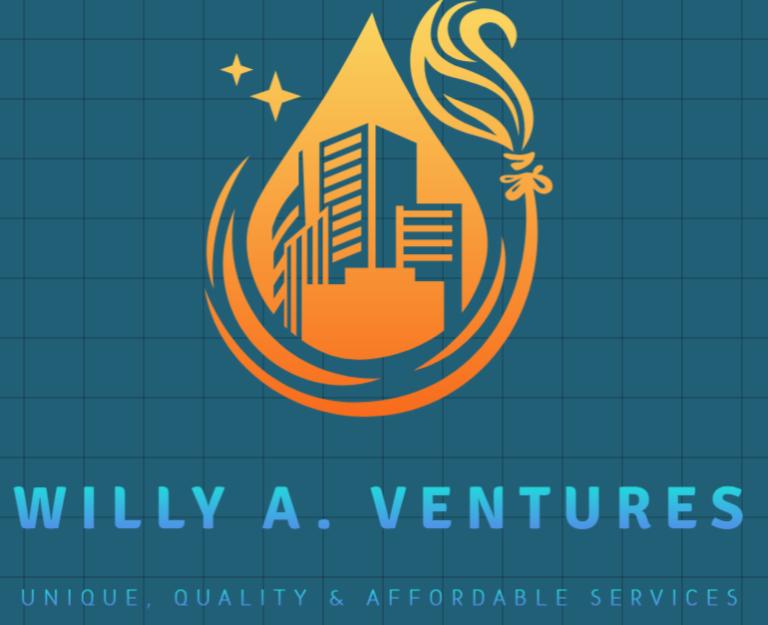 WILLY A. VENTURES
UNIQUE, QUALITY & AFFORDABLE SERVICES